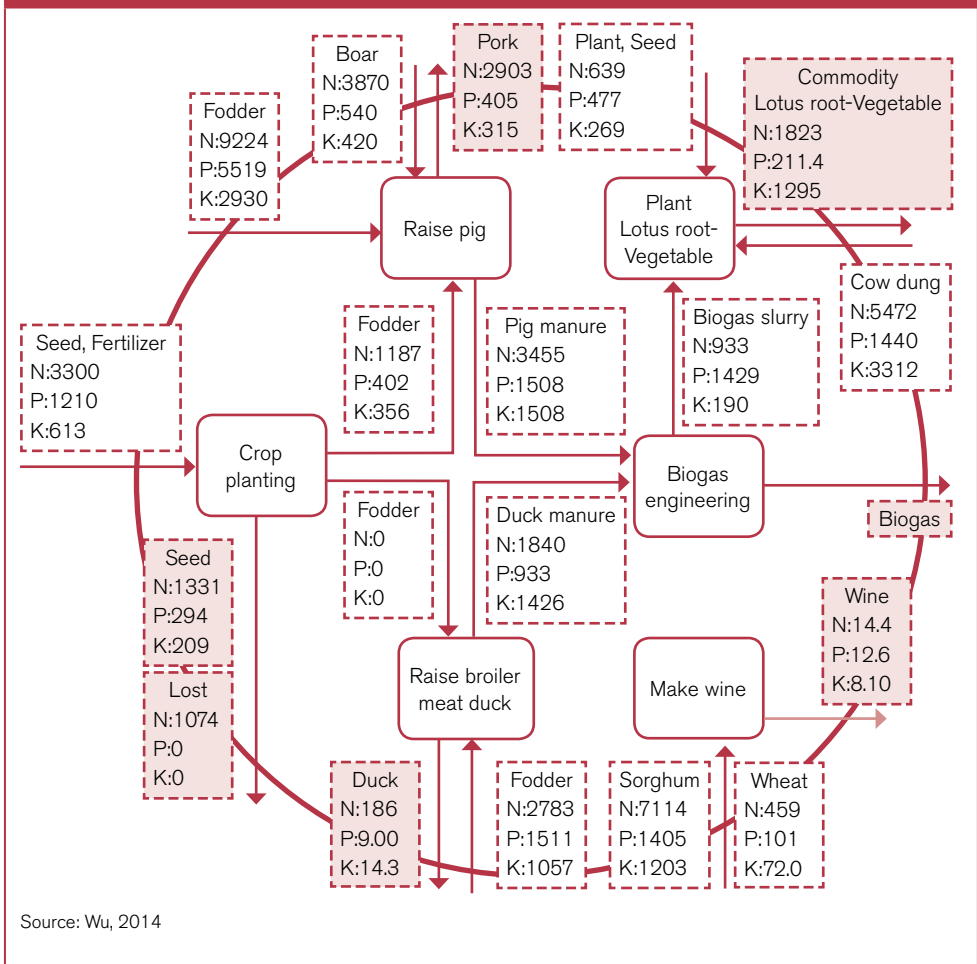 Boar
N:3870
P:540
K:420
Pork
N:2903
P:405
K:315
Plant, Seed
N:639
P:477
K:269
Commodity
Lotus root-Vegetable
N:1823
P:211.4
K:1295
Fodder
N:9224
P:5519
K:2930
Raise pig
Plant
Lotus root-
Vegetable
Cow dung
N:5472
P:1440
K:3312
Seed, Fertilizer
N:3300
P:1210
K:613
Fodder
N:1187
P:402
K:356
Pig manure
N:3455
P:1508
K:1508
Biogas slurry
N:933
P:1429
K:190
Crop
planting
Biogas
engineering
Biogas
Fodder
N:0
P:0
K:0
Duck manure
N:1840
P:933
K:1426
Seed
N:1331
P:294
K:209
Lost
N:1074
P:0
K:0
Raise broiler
meat duck
Make wine
Wine
N:14.4
P:12.6
K:8.10
Duck
N:186
P:9.00
K:14.3
Fodder
N:2783
P:1511
K:1057
Sorghum
N:7114
P:1405
K:1203
Wheat
N:459
P:101
K:72.0
Source: Wu, 2014